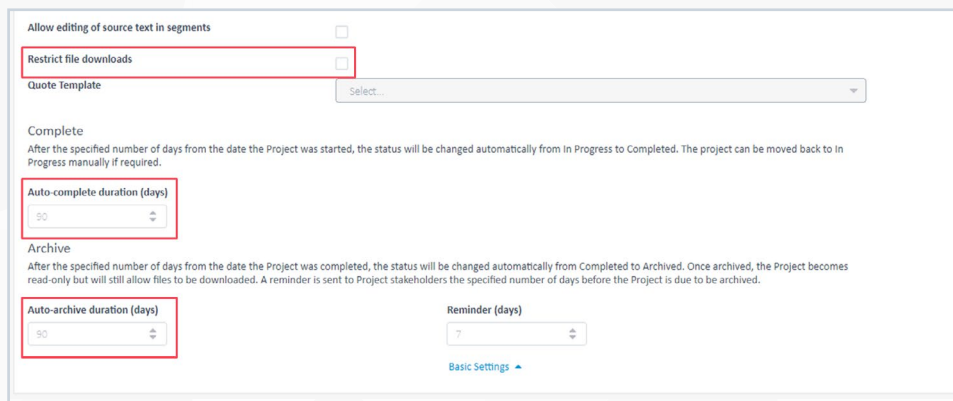 Allow editing of source text in segments
Restrict file downloads
Quote Template
Select...
Complete
After the specified number of days from the date the Project was started, the status will be changed automatically from In Progress to Completed. The project can be moved back to In
Progress manually if required.
Auto-complete duration (days)
90
Archive
After the specified number of days from the date the Project was completed, the status will be changed automatically from Completed to Archived. Once archived, the Project becomes
read-only but will still allow files to be downloaded. A reminder is sent to Project stakeholders the specified number of days before the Project is due to be archived.
Auto-archive duration (days) Reminder (days)
90 7
Basic Settings